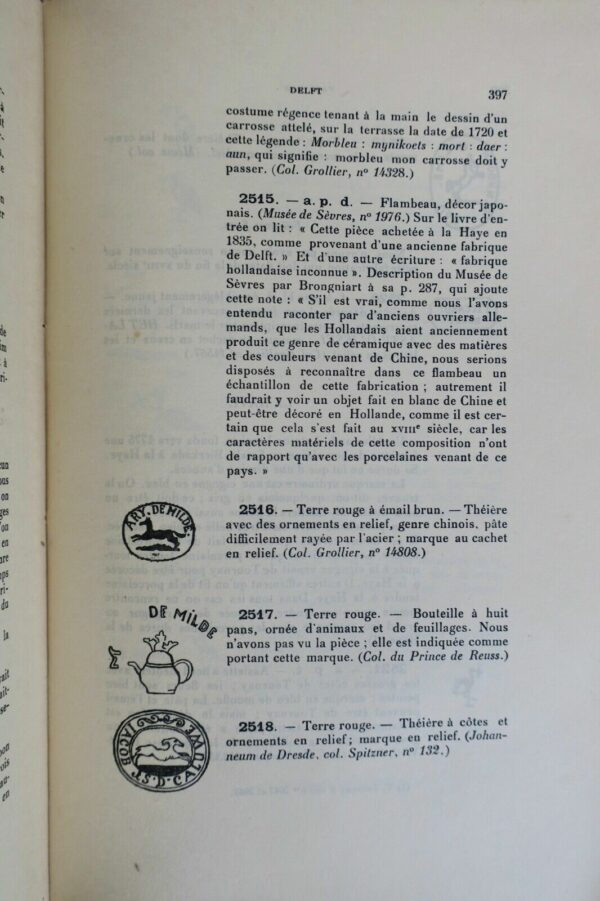 DELFT
397
costume régence tenant à la main le dessin d'un
carrosse attelé, sur la terrasse la date de 1720 et
cette légende : Morbleu : mynikoets : mort : daer :
aun, qui signifie : morbleu mon carrosse doit y
passer. (Col. Grollier, n° 14328.)
2515. — a. p. d. — Flambeau, décor japo-
nais. (Musée de Sèvres, n° 1976.) Sur le livre d'en-
trée on lit : « Cette pièce achetée à la Haye en
1835, comme provenant d'une ancienne fabrique
de Delft. » Et d'une autre écriture : « fabrique
hollandaise inconnue ». Description du Musée de
Sèvres par Brongniart à sa p. 287, qui ajoute
cette note : « S'il est vrai, comme nous l'avons
entendu raconter par d'anciens ouvriers alle-
mands, que les Hollandais aient anciennement
produit ce genre de céramique avec des matières
et des couleurs venant de Chine, nous serions
disposés à reconnaître dans ce flambeau un
échantillon de cette fabrication ; autrement il
faudrait y voir un objet fait en blanc de Chine et
peut-être décoré en Hollande, comme il est cer-
tain que cela s'est fait au XVIIIe siècle, car les
caractères matériels de cette composition n'ont
de rapport qu'avec les porcelaines venant de ce
pays. »
ARY. DE MILDE.
2516. — Terre rouge à émail brun. — Théière
avec des ornements en relief, genre chinois, pâte
difficilement rayée par l'acier ; marque au cachet
en relief. (Col. Grollier, n° 14808.)
DE MILDE
2517. — Terre rouge. — Bouteille à huit
pans, ornée d'animaux et de feuillages. Nous
n'avons pas vu la pièce ; elle est indiquée comme
portant cette marque. (Col. du Prince de Reuss.)
JACOB
J.S.D.CALUWE
2518. — Terre rouge. — Théière à côtes et
ornements en relief ; marque en relief. (Johan-
neum de Dresde, col. Spitzner, n° 132.)